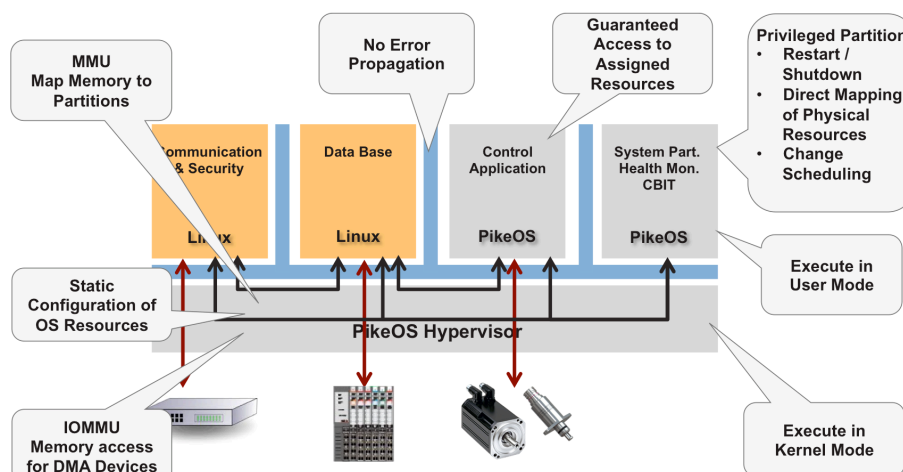 MMU
Map Memory to
Partitions
No Error
Propagation
Guaranteed
Access to
Assigned
Resources
Privileged Partition
• Restart /
Shutdown
• Direct Mapping
of Physical
Resources
• Change
Scheduling
Communication
& Security
Linux
Data Base
Linux
Control
Application
PikeOS
System Part.
Health Mon.
CBIT
PikeOS
Static
Configuration of
OS Resources
Execute in
User Mode
PikeOS Hypervisor
IOMMU
Memory access
for DMA Devices
Execute in
Kernel Mode